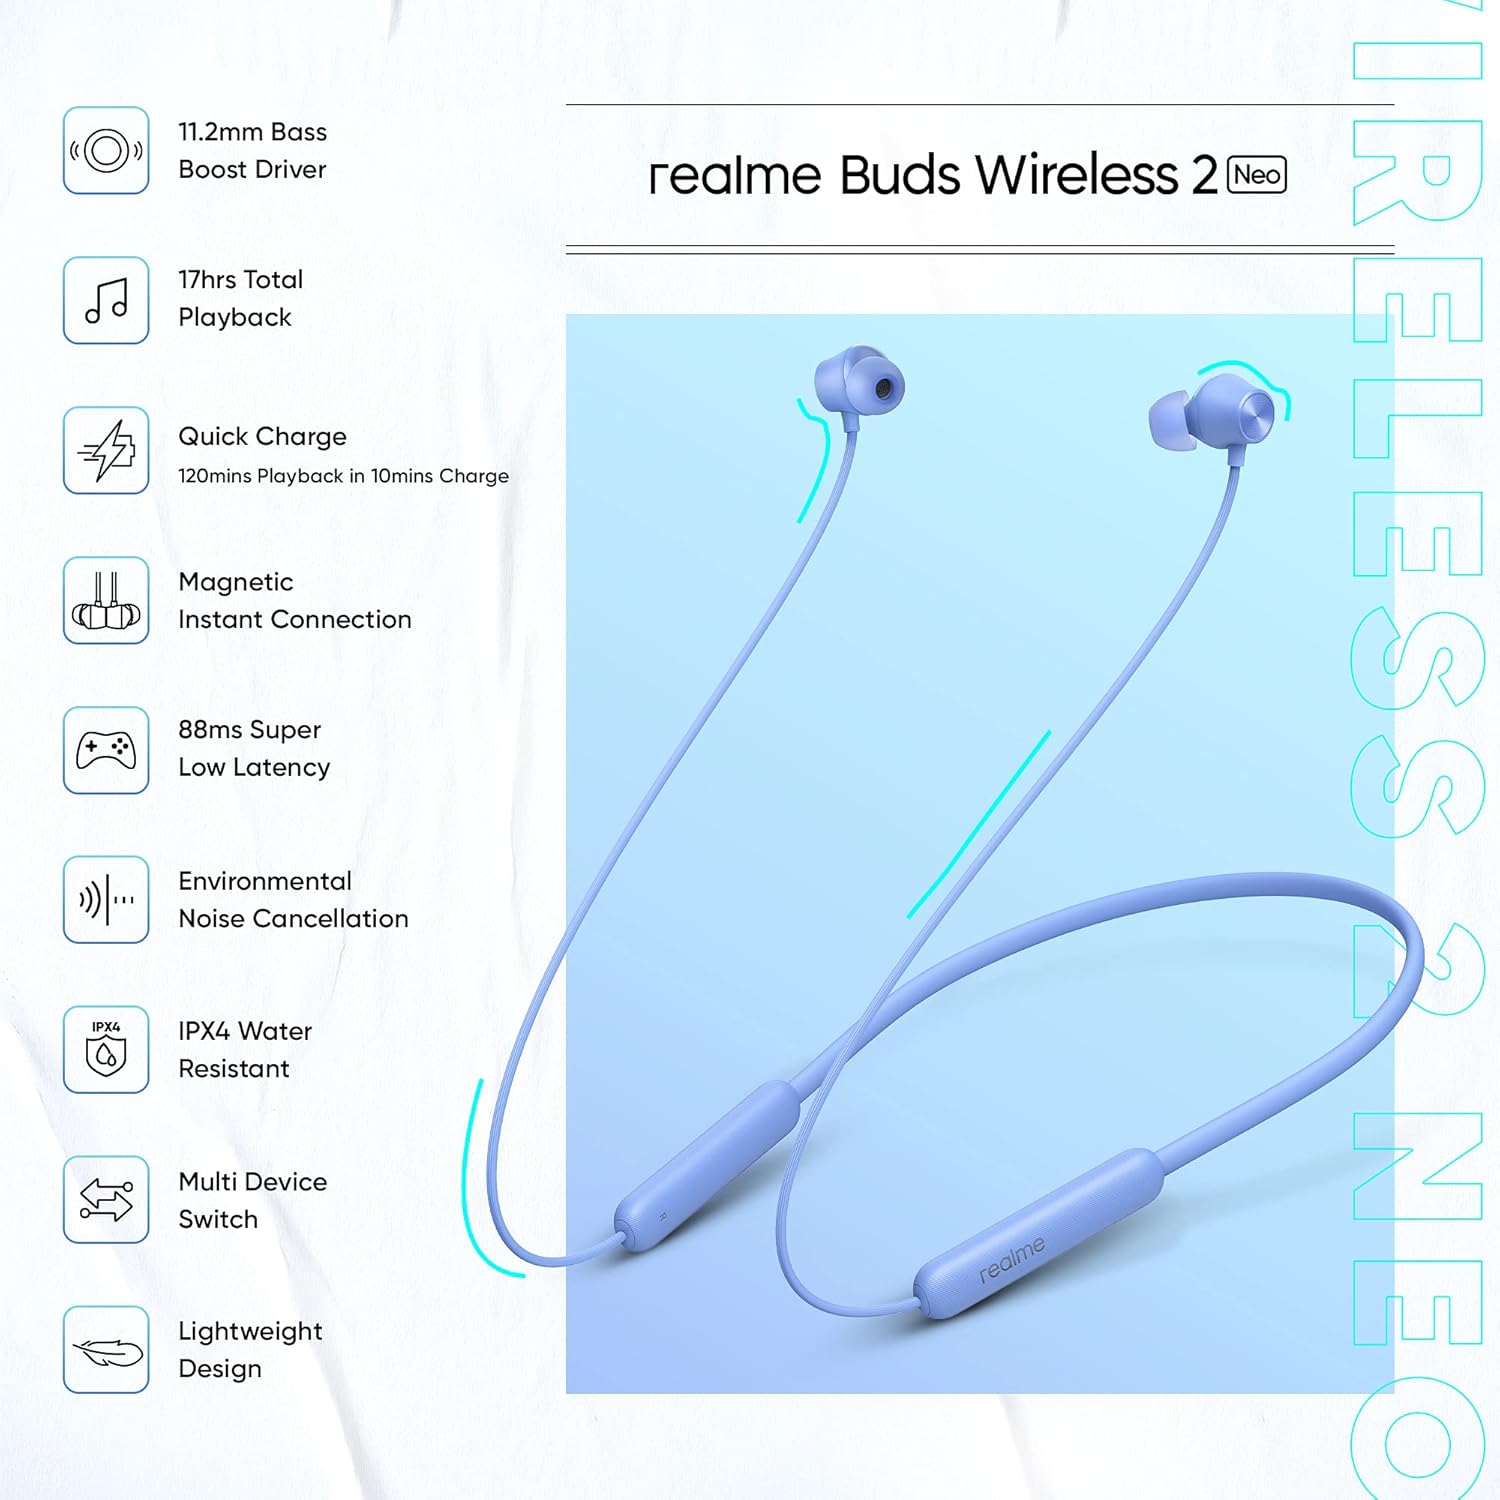 11.2mm Bass
Boost Driver
17hrs Total
Playback
Quick Charge
120mins Playback in 10mins Charge
Magnetic
Instant Connection
88ms Super
Low Latency
Environmental
Noise Cancellation
IPX4
IPX4 Water
Resistant
Multi Device
Switch
Lightweight
Design
realme Buds Wireless 2 Neo
R
realme
WIRELESS 2 NEO